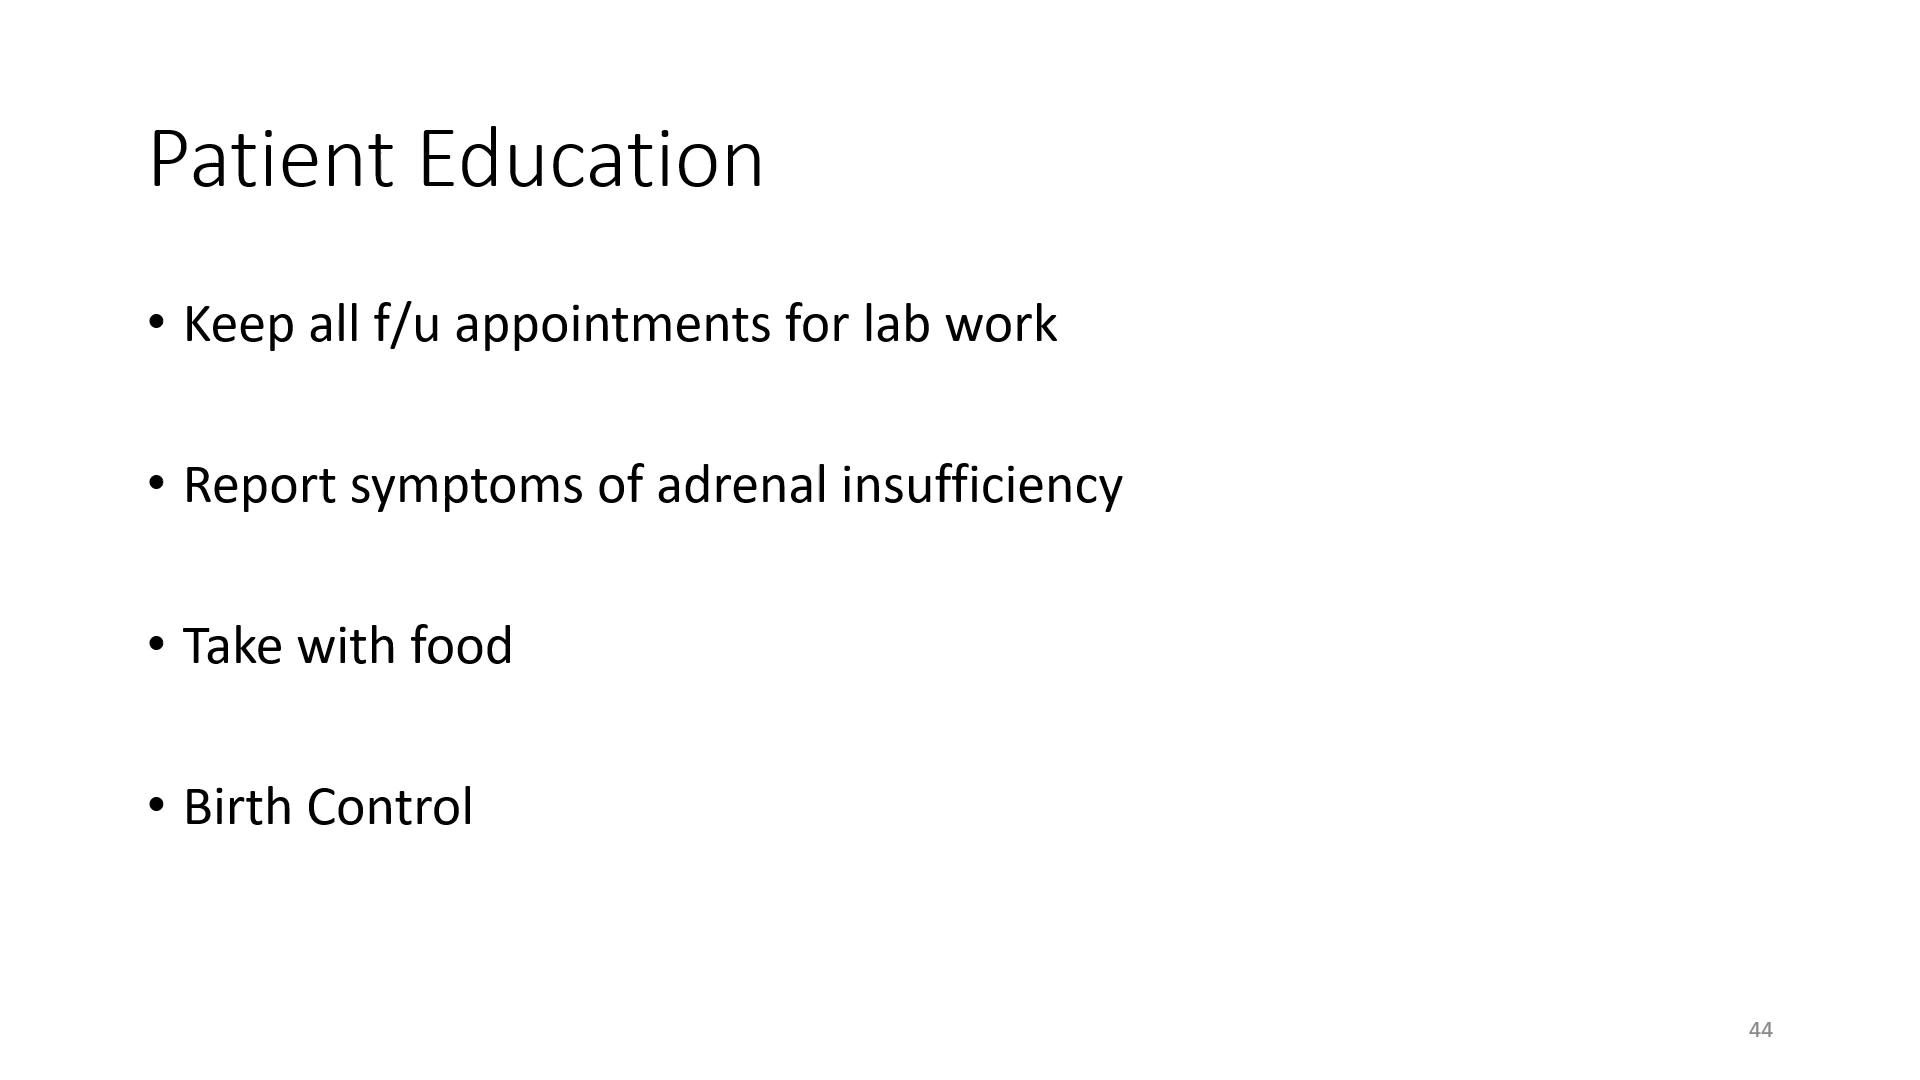 Patient Education
• Keep all f/u appointments for lab work
• Report symptoms of adrenal insufficiency
• Take with food
• Birth Control
44